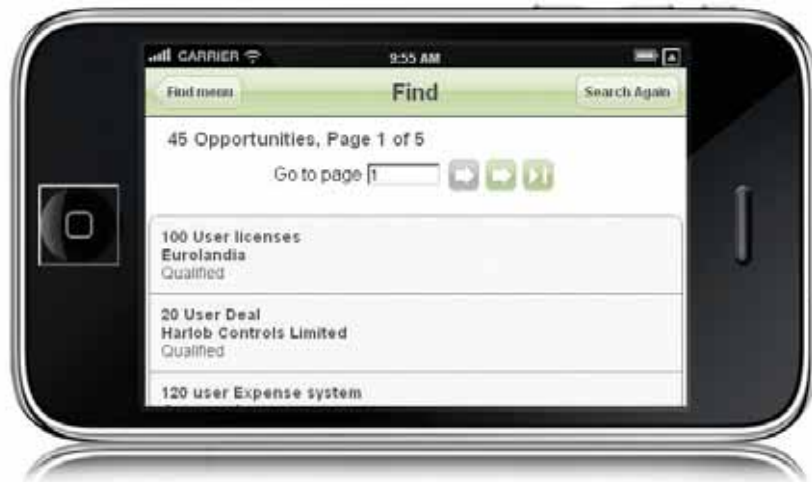 CARRIER 9:55 AM
Find menu Find Search Again
45 Opportunities, Page 1 of 5
Go to page 1
100 User licenses
Eurolandia
Qualified
20 User Deal
Harlob Controls Limited
Qualified
120 user Expense system